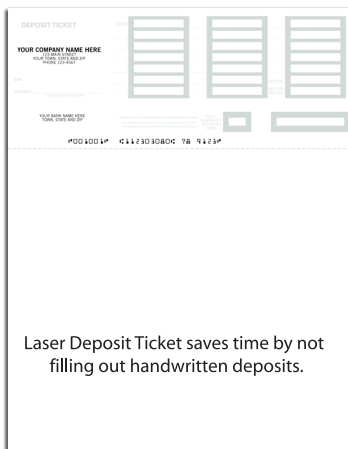 DEPOSIT TICKET
YOUR COMPANY NAME HERE
123 MAIN STREET
YOUR TOWN, STATE AND ZIP
PHONE 123-4567
YOUR BANK NAME HERE
TOWN, STATE AND ZIP
⑈001001⑈ ⑆112303080⑆ 78 9123⑈
Laser Deposit Ticket saves time by not
filling out handwritten deposits.